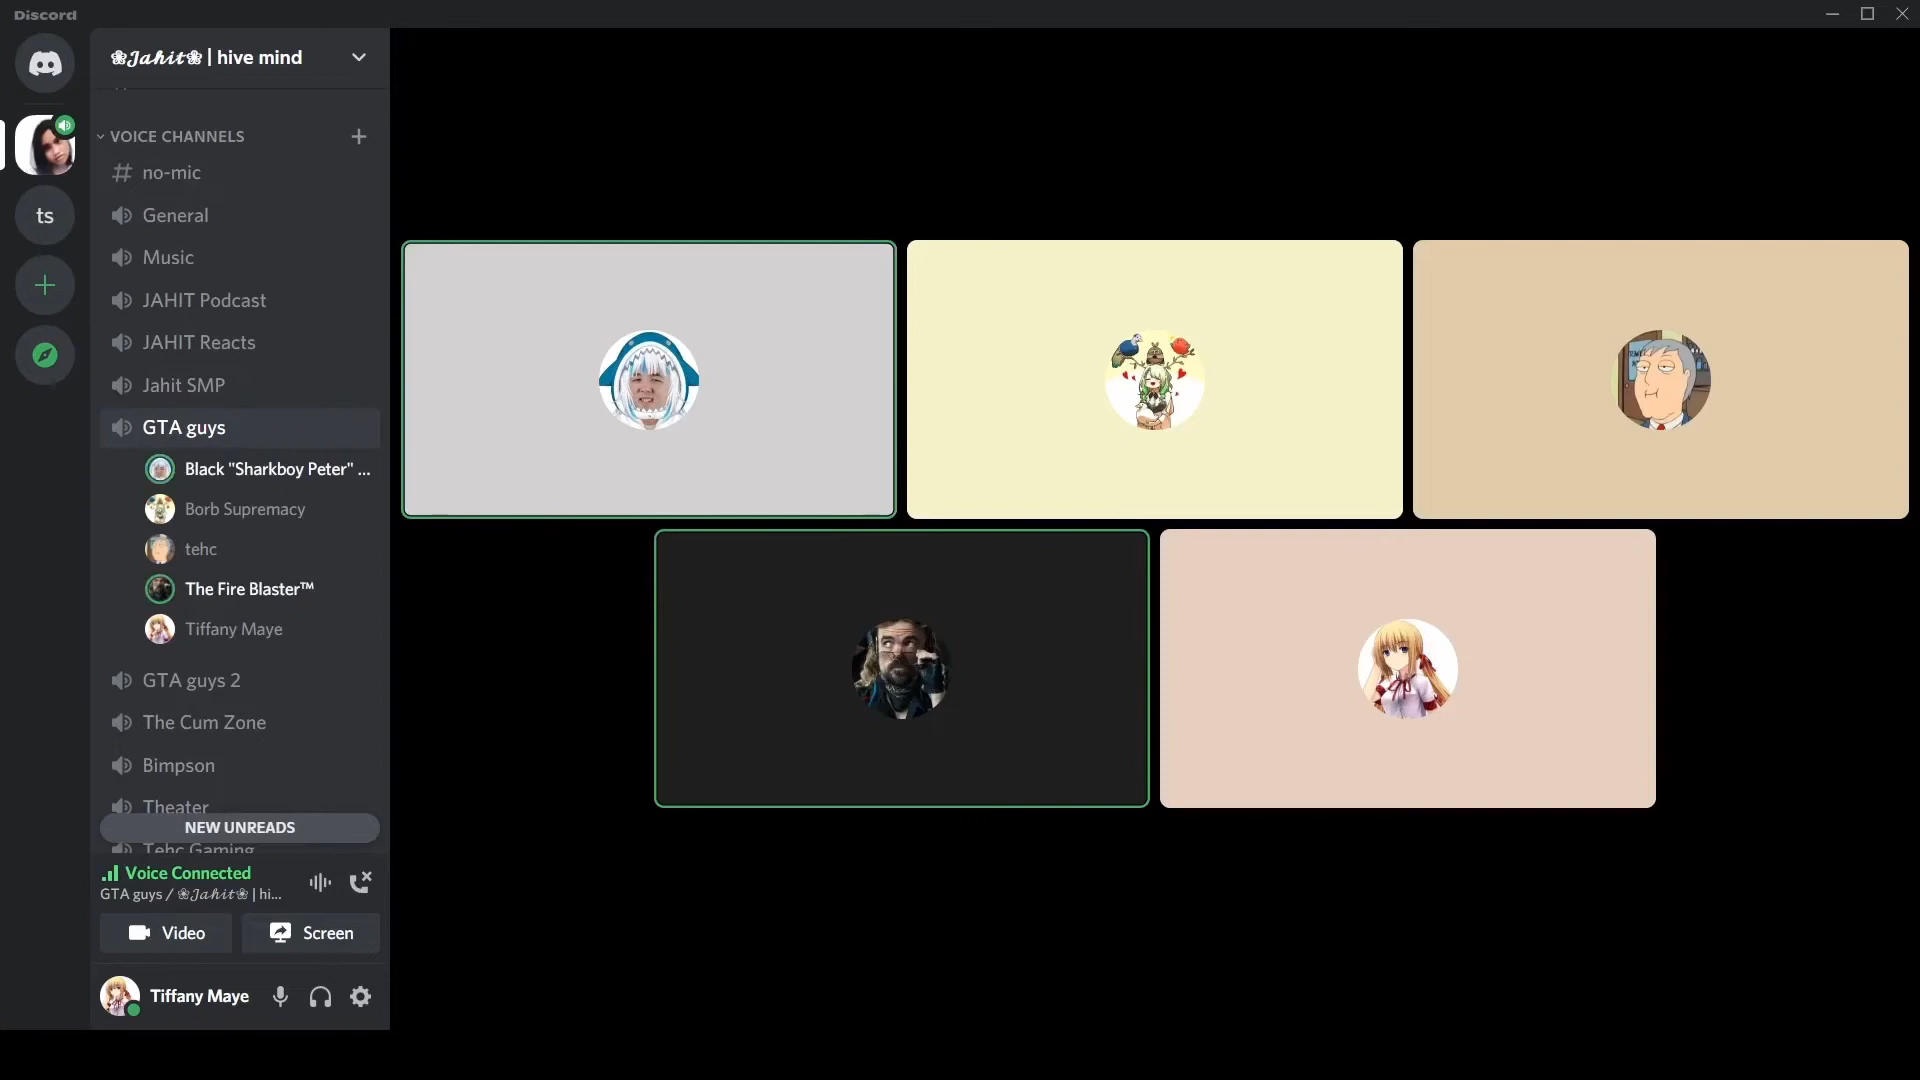 Discord
❀𝓙𝓪𝓱𝓲𝓽❀ | hive mind
VOICE CHANNELS
no-mic
ts
General
Music
JAHIT Podcast
JAHIT Reacts
Jahit SMP
GTA guys
Black "Sharkboy Peter" ...
Borb Supremacy
tehc
The Fire Blaster™
Tiffany Maye
GTA guys 2
The Cum Zone
Bimpson
Theater
NEW UNREADS
Tehc Gaming
Voice Connected
GTA guys / ❀𝓙𝓪𝓱𝓲𝓽❀ | hi...
Video
Screen
Tiffany Maye